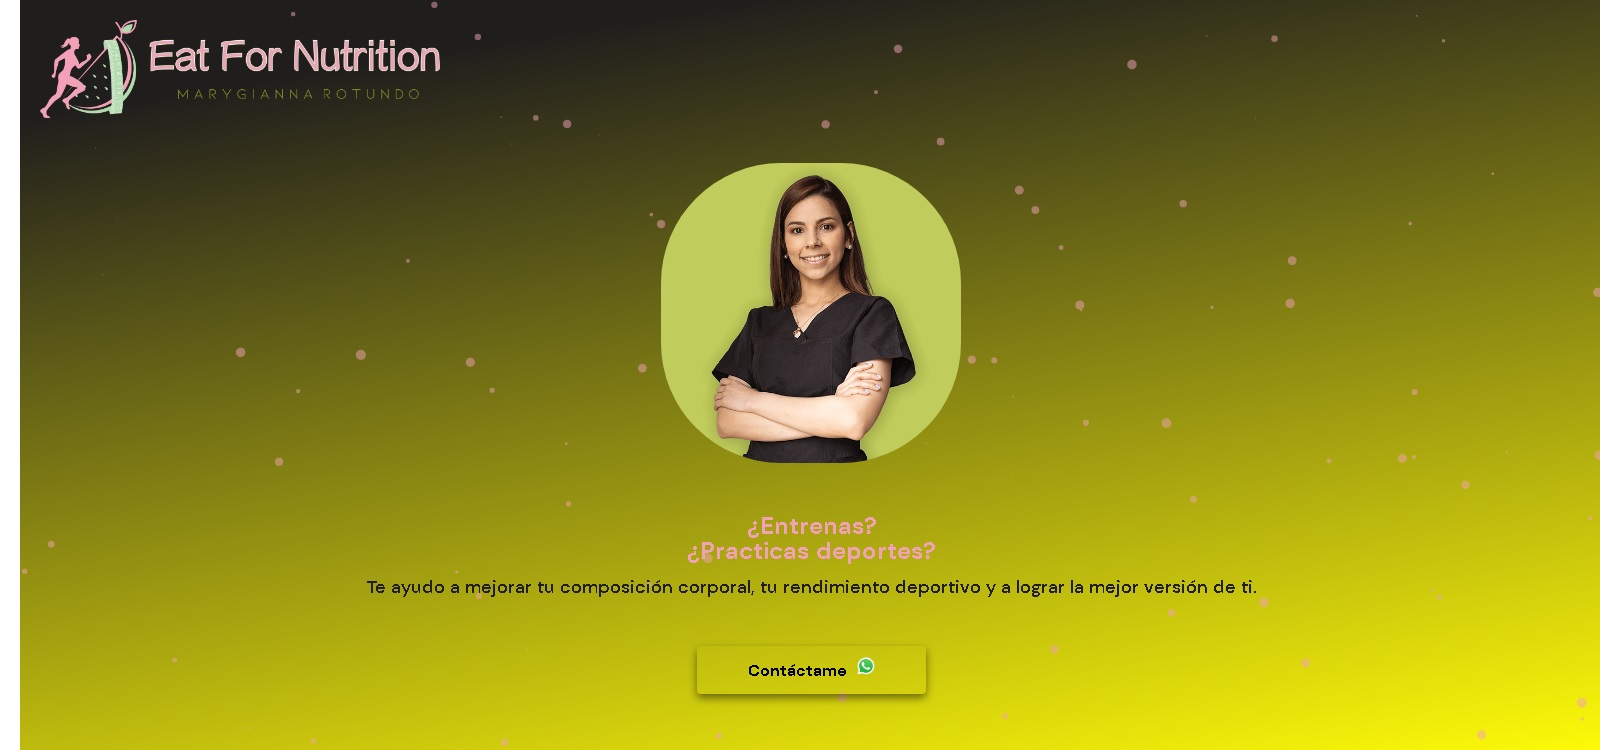 Eat For Nutrition
MARYGIANNA ROTUNDO
¿Entrenas?
¿Practicas deportes?
Te ayudo a mejorar tu composición corporal, tu rendimiento deportivo y a lograr la mejor versión de ti.
Contáctame